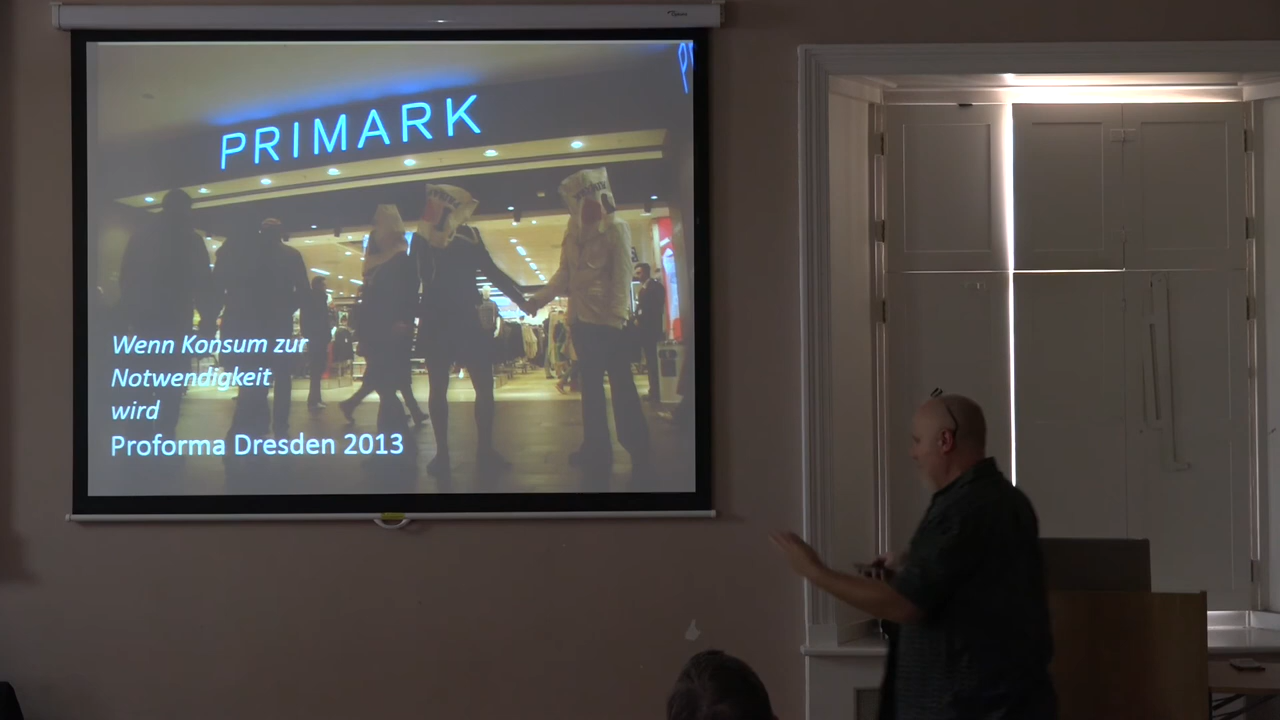 PRIMARK
Wenn Konsum zur
Notwendigkeit
wird
Proforma Dresden 2013